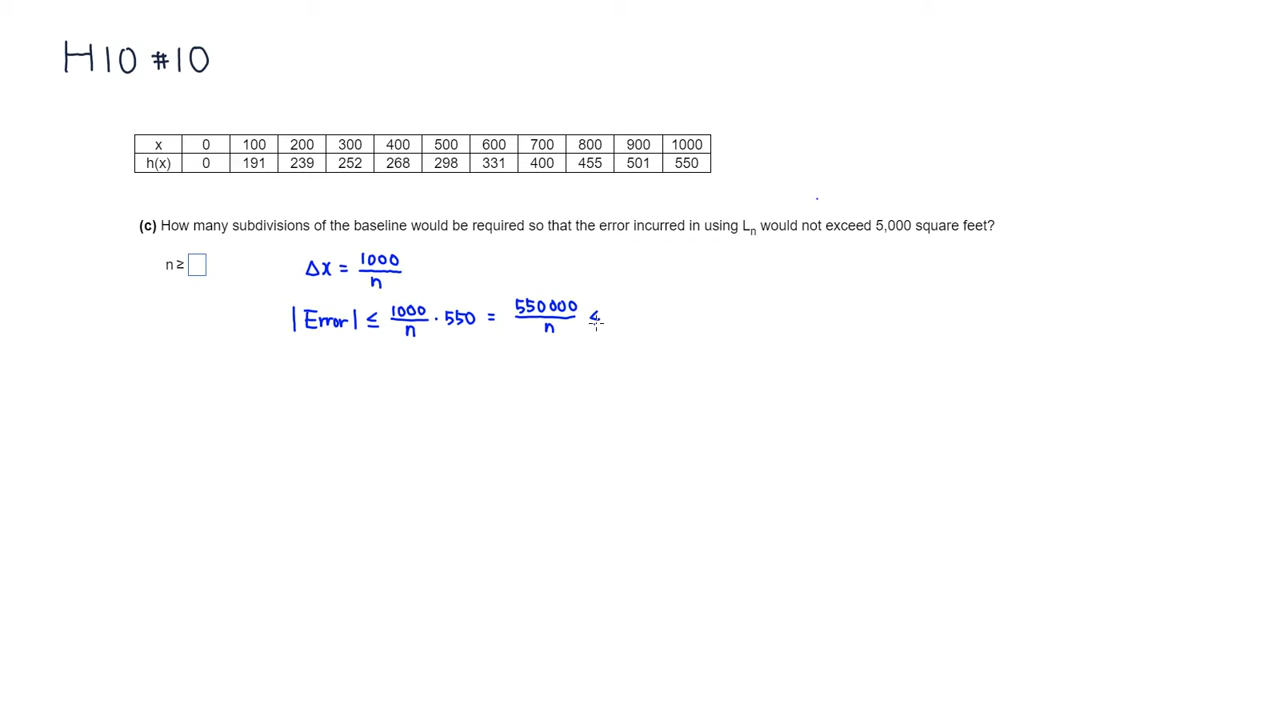 H10 #10
x 0 100 200 300 400 500 600 700 800 900 1000
h(x) 0 191 239 252 268 298 331 400 455 501 550
(c) How many subdivisions of the baseline would be required so that the error incurred in using Ln would not exceed 5,000 square feet?
n ≥
Δx = 1000/n
|Error| ≤ 1000/n · 550 = 550000/n ≤